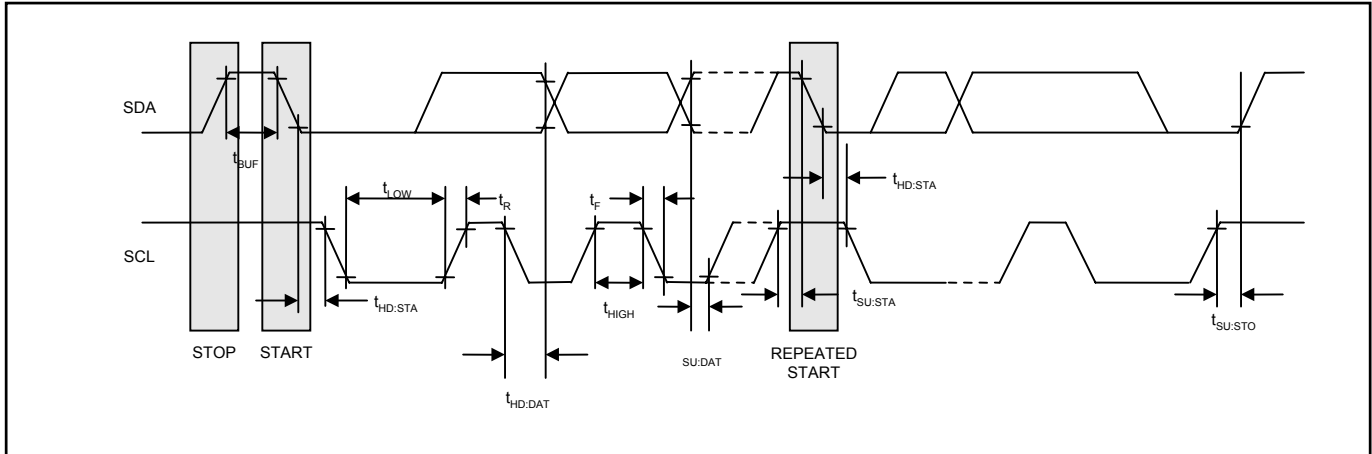 SDA
t_BUF
t_LOW
t_R
t_F
t_HD:STA
SCL
t_HD:STA
t_HIGH
t_SU:STA
t_SU:STO
STOP
START
SU:DAT
REPEATED
START
t_HD:DAT